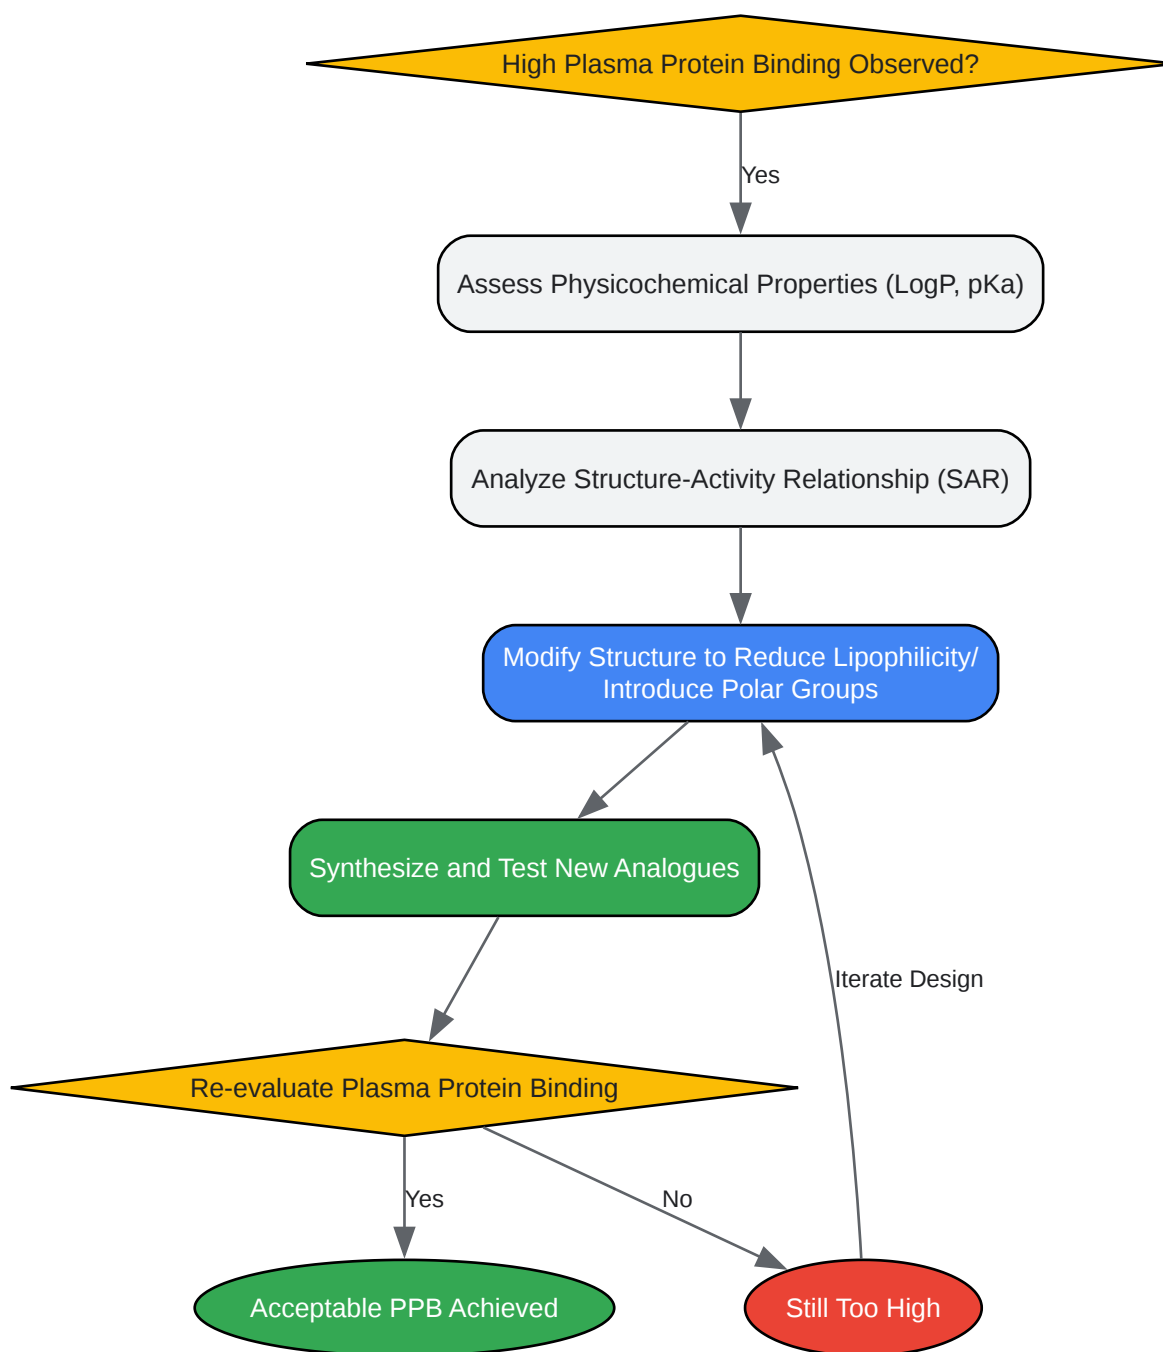 High Plasma Protein Binding Observed?
Yes
Assess Physicochemical Properties (LogP, pKa)
Analyze Structure-Activity Relationship (SAR)
Modify Structure to Reduce Lipophilicity/
Introduce Polar Groups
Synthesize and Test New Analogues
Iterate Design
Re-evaluate Plasma Protein Binding
Yes
No
Acceptable PPB Achieved
Still Too High